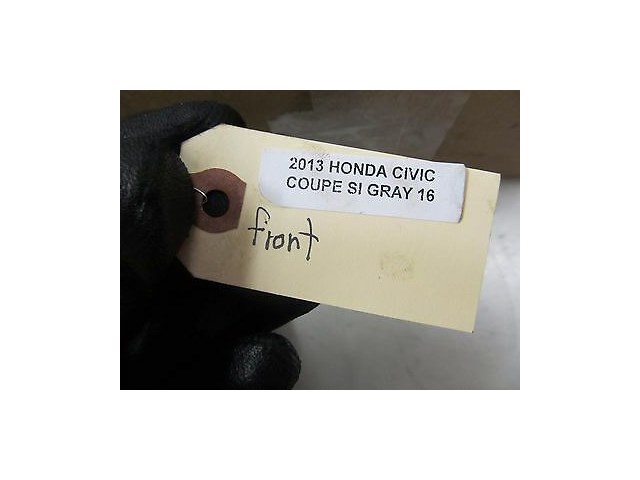 2013 HONDA CIVIC
COUPE SI GRAY 16
front